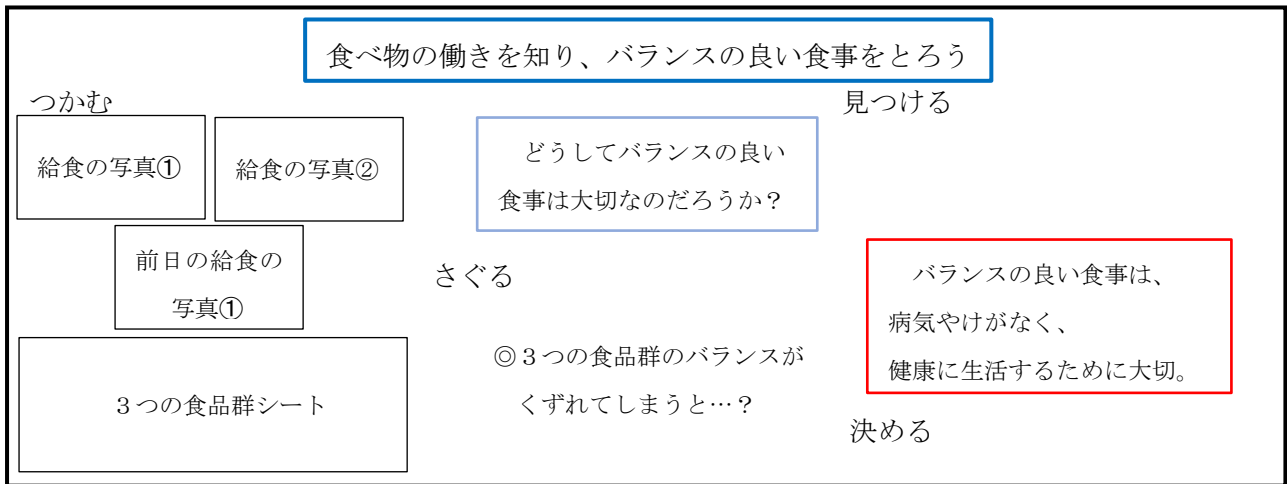 食べ物の働きを知り、バランスの良い食事をとろう
つかむ
給食の写真①
給食の写真②
前日の給食の
写真①
3つの食品群シート
どうしてバランスの良い
食事は大切なのだろうか？
さぐる
◎3つの食品群のバランスが
くずれてしまうと…？
見つける
バランスの良い食事は、
病気やけがなく、
健康に生活するために大切。
決める